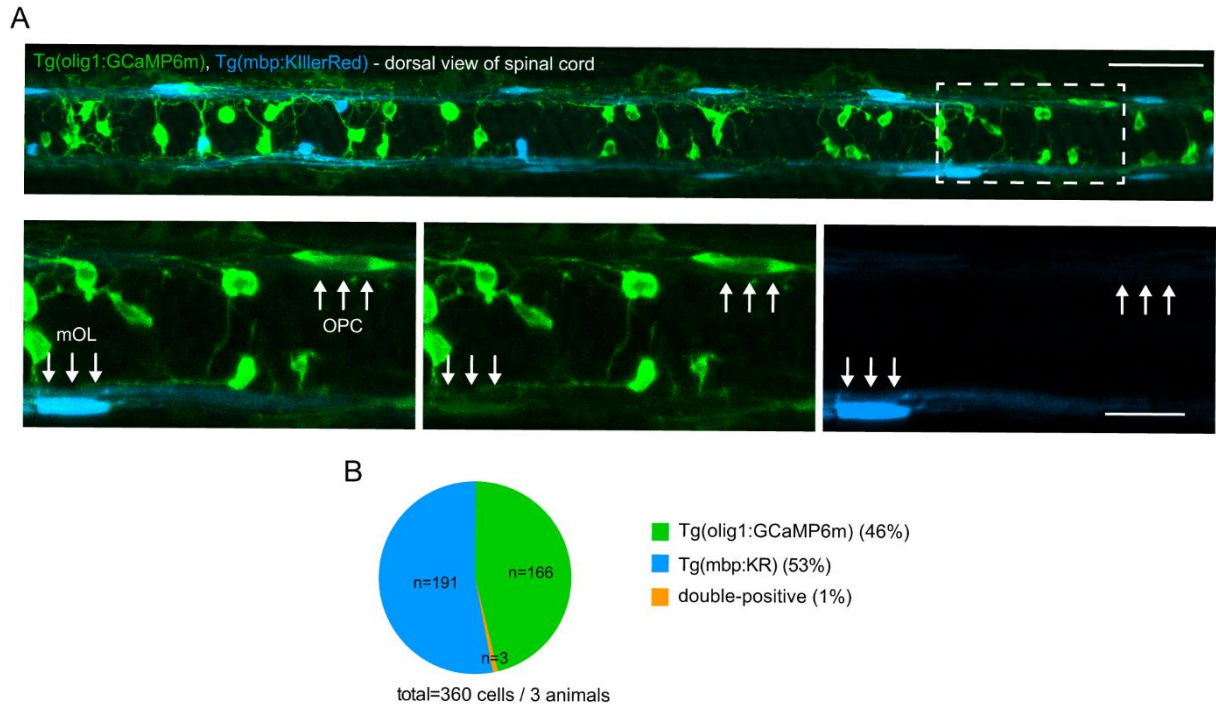 A
Tg(olig1:GCaMP6m), Tg(mbp:KIllerRed) - dorsal view of spinal cord
OPC
mOL
B
n=191
n=166
n=3
Tg(olig1:GCaMP6m) (46%)
Tg(mbp:KR) (53%)
double-positive (1%)
total=360 cells / 3 animals